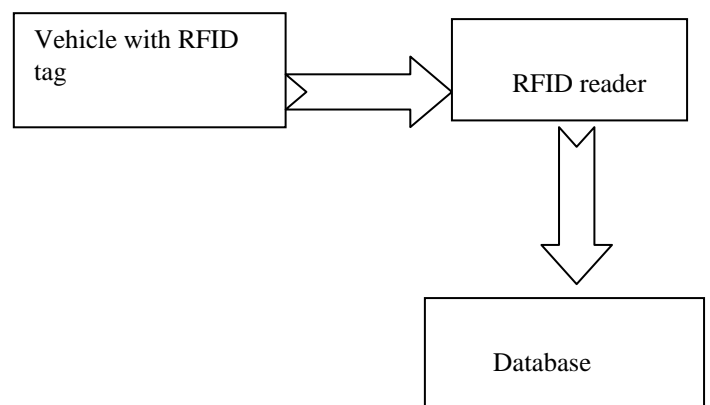 Vehicle with RFID
tag
RFID reader
Database